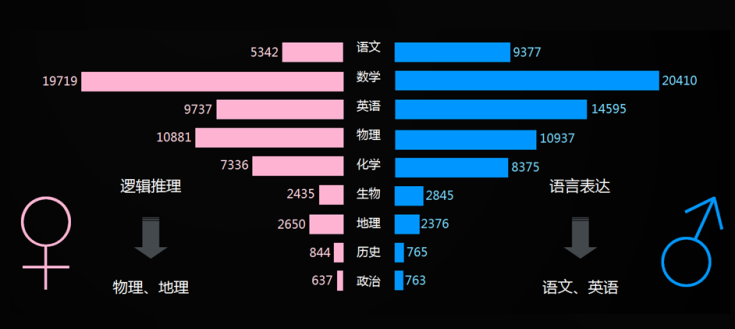 5342 语文 9377
19719 数学 20410
9737 英语 14595
10881 物理 10937
7336 化学 8375
逻辑推理 语言表达
2435 生物 2845
2650 地理 2376
844 历史 765
637 政治 763
物理、地理 语文、英语